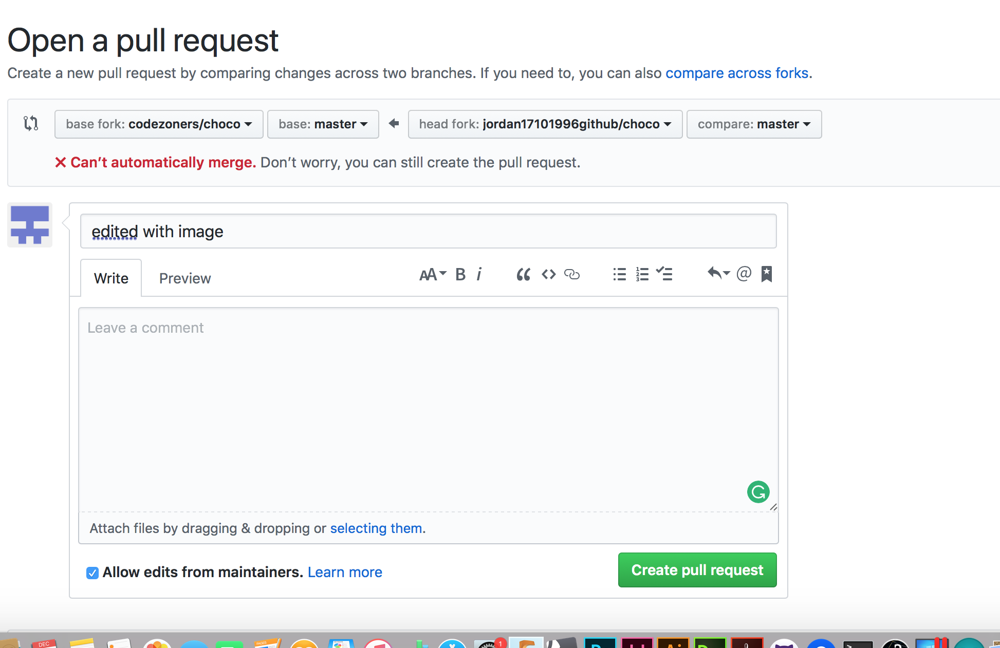 Open a pull request
Create a new pull request by comparing changes across two branches. If you need to, you can also compare across forks.
base fork: codezoners/choco base: master head fork: jordan17101996github/choco compare: master
Can’t automatically merge. Don’t worry, you can still create the pull request.
edited with image
Write Preview AA B i
Leave a comment
Attach files by dragging & dropping or selecting them.
Allow edits from maintainers. Learn more Create pull request
DEC PAGES 1